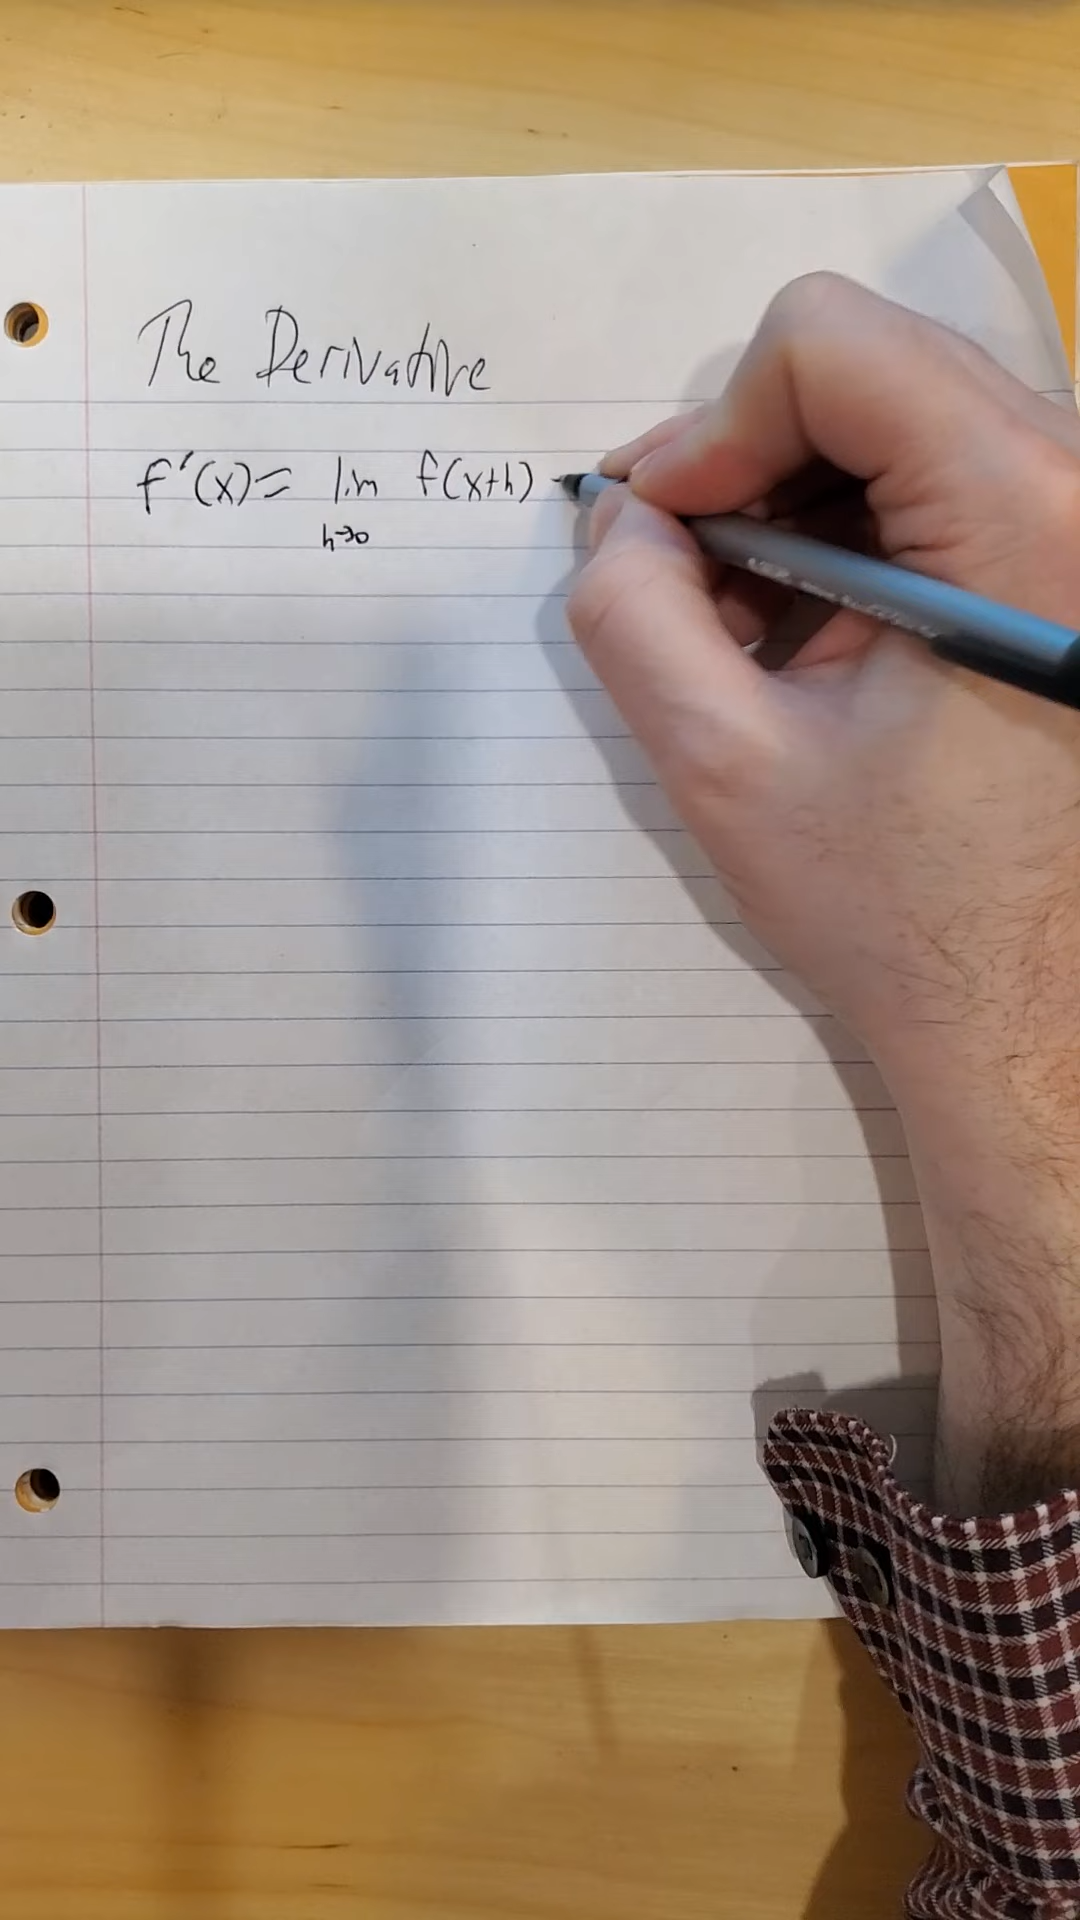 The Derivative
f'(x) = lim f(x+h) -
h→0